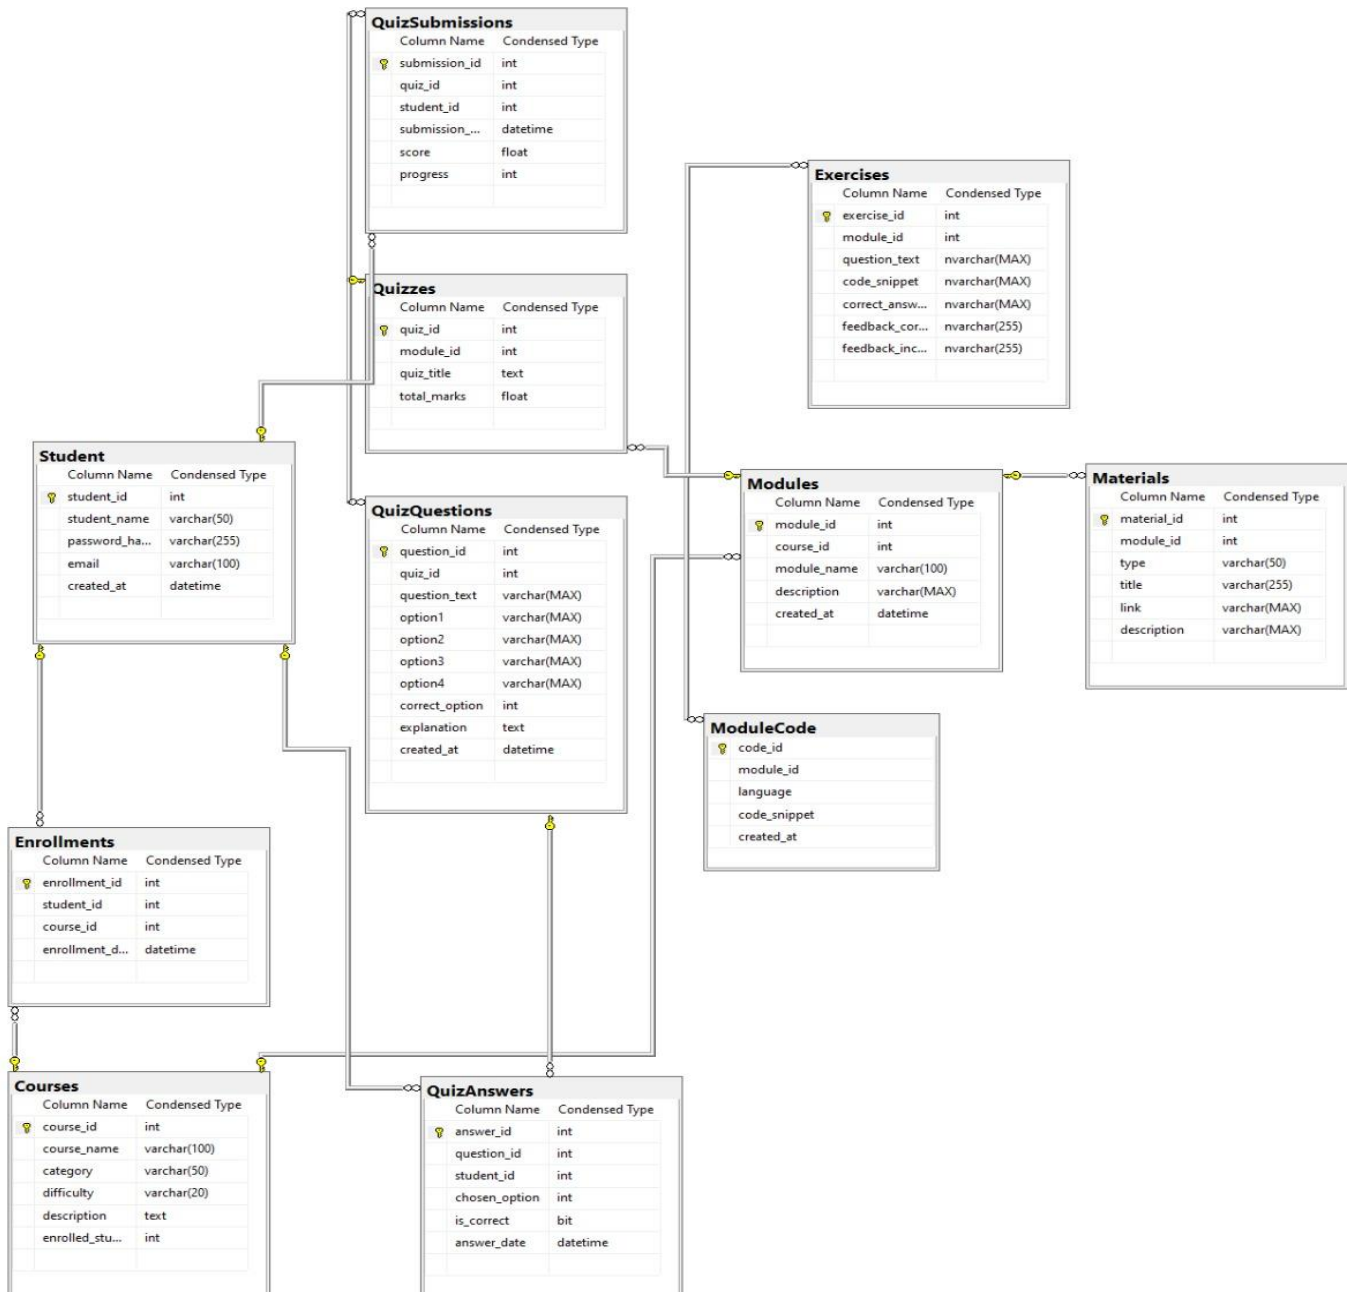 QuizSubmissions
Column Name Condensed Type
submission_id int
quiz_id int
student_id int
submission_... datetime
score float
progress int
Exercises
Column Name Condensed Type
exercise_id int
module_id int
question_text nvarchar(MAX)
code_snippet nvarchar(MAX)
correct_answ... nvarchar(MAX)
feedback_cor... nvarchar(255)
feedback_inc... nvarchar(255)
Quizzes
Column Name Condensed Type
quiz_id int
module_id int
quiz_title text
total_marks float
Student
Column Name Condensed Type
student_id int
student_name varchar(50)
password_ha... varchar(255)
email varchar(100)
created_at datetime
QuizQuestions
Column Name Condensed Type
question_id int
quiz_id int
question_text varchar(MAX)
option1 varchar(MAX)
option2 varchar(MAX)
option3 varchar(MAX)
option4 varchar(MAX)
correct_option int
explanation text
created_at datetime
Modules
Column Name Condensed Type
module_id int
course_id int
module_name varchar(100)
description varchar(MAX)
created_at datetime
Materials
Column Name Condensed Type
material_id int
module_id int
type varchar(50)
title varchar(255)
link varchar(MAX)
description varchar(MAX)
ModuleCode
code_id
module_id
language
code_snippet
created_at
Enrollments
Column Name Condensed Type
enrollment_id int
student_id int
course_id int
enrollment_d... datetime
Courses
Column Name Condensed Type
course_id int
course_name varchar(100)
category varchar(50)
difficulty varchar(20)
description text
enrolled_stu... int
QuizAnswers
Column Name Condensed Type
answer_id int
question_id int
student_id int
chosen_option int
is_correct bit
answer_date datetime